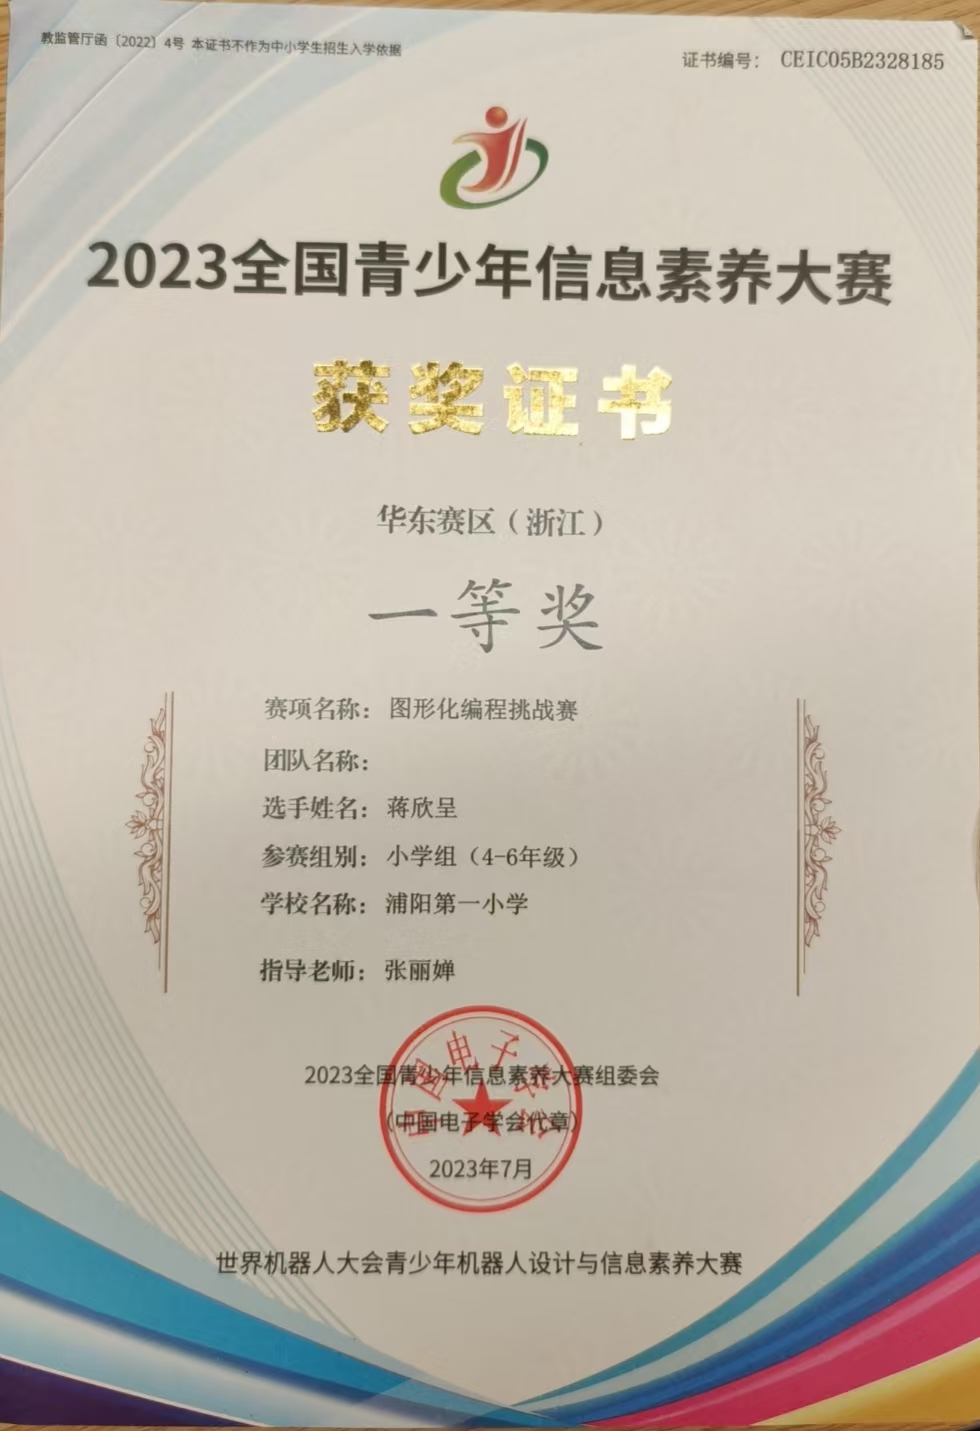 教监管厅函〔2022〕4号 本证书不作为中小学生招生入学依据
证书编号： CEIC05B2328185
2023全国青少年信息素养大赛
获奖证书
华东赛区（浙江）
一等奖
赛项名称：图形化编程挑战赛
团队名称：
选手姓名：蒋欣呈
参赛组别：小学组（4-6年级）
学校名称：浦阳第一小学
指导老师：张丽婵
中国电子学会
2023全国青少年信息素养大赛组委会
（中国电子学会代章）
2023年7月
世界机器人大会青少年机器人设计与信息素养大赛